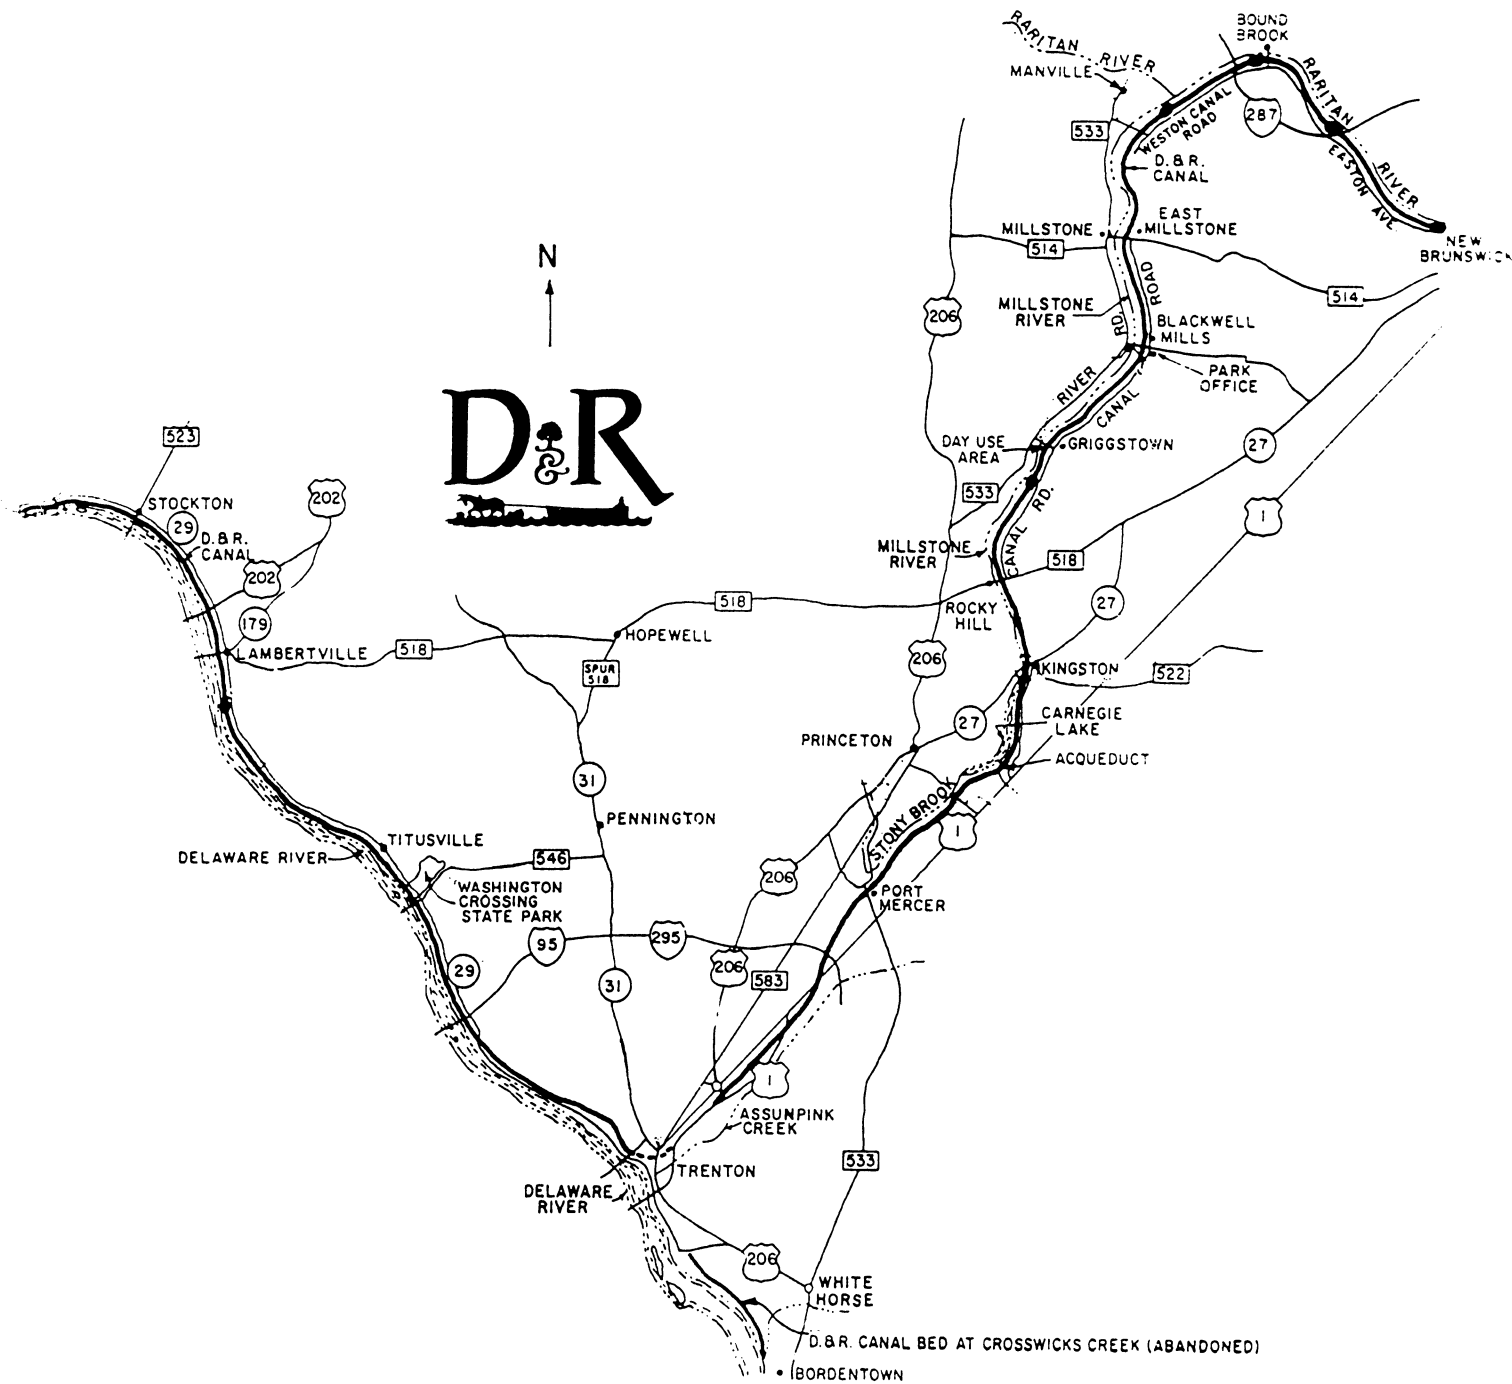 BOUND
BROOK
RARITAN RIVER
MANVILLE
RARITAN RIVER
287
533
WESTON CANAL
ROAD
EASTON AVE.
D.&R.
CANAL
MILLSTONE
EAST
MILLSTONE
514
NEW
BRUNSWICK
514
N
206
MILLSTONE
RIVER
ROAD
RD.
BLACKWELL
MILLS
PARK
OFFICE
RIVER
CANAL
D&R
523
DAY USE
AREA
GRIGGSTOWN
27
533
RD.
CANAL
1
202
STOCKTON
29
D.&R.
CANAL
202
MILLSTONE
RIVER
518
179
518
ROCKY
HILL
27
HOPEWELL
LAMBERTVILLE
518
SPUR
518
206
KINGSTON
522
27
CARNEGIE
LAKE
PRINCETON
ACQUEDUCT
31
STONY BROOK
1
PENNINGTON
TITUSVILLE
DELAWARE RIVER
546
206
WASHINGTON
CROSSING
STATE PARK
PORT
MERCER
95
295
29
206
583
31
1
ASSUNPINK
CREEK
533
TRENTON
DELAWARE
RIVER
206
WHITE
HORSE
D.&R. CANAL BED AT CROSSWICKS CREEK (ABANDONED)
BORDENTOWN